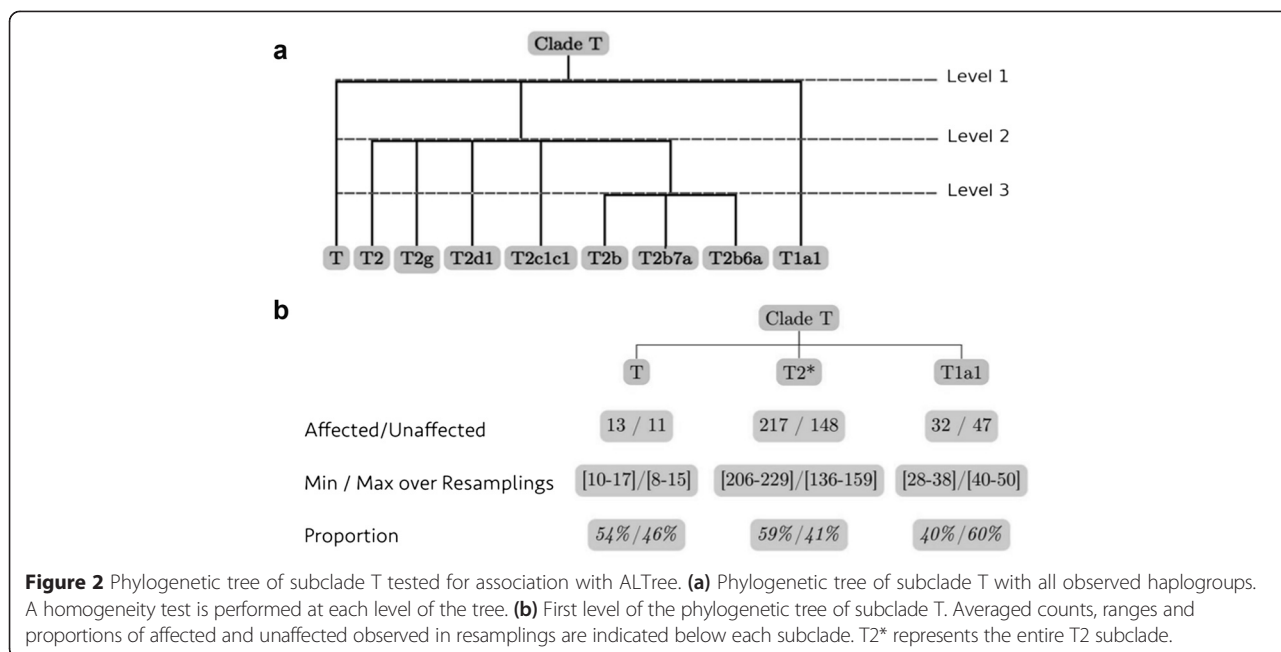 a
Clade T
Level 1
Level 2
Level 3
T T2 T2g T2d1 T2c1c1 T2b T2b7a T2b6a T1a1
b
Clade T
T T2* T1a1
Affected/Unaffected 13 / 11 217 / 148 32 / 47
Min / Max over Resamplings [10-17]/[8-15] [206-229]/[136-159] [28-38]/[40-50]
Proportion 54%/46% 59%/41% 40%/60%
Figure 2 Phylogenetic tree of subclade T tested for association with ALTree. (a) Phylogenetic tree of subclade T with all observed haplogroups.
A homogeneity test is performed at each level of the tree. (b) First level of the phylogenetic tree of subclade T. Averaged counts, ranges and
proportions of affected and unaffected observed in resamplings are indicated below each subclade. T2* represents the entire T2 subclade.